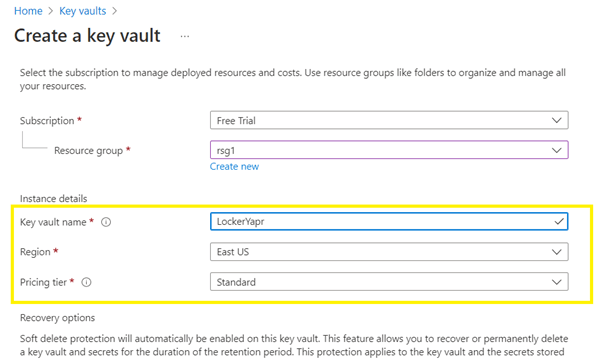 Home > Key vaults >
Create a key vault ...
Select the subscription to manage deployed resources and costs. Use resource groups like folders to organize and manage all
your resources.
Subscription * Free Trial
Resource group * rsg1
Create new
Instance details
Key vault name * LockerYapr
Region * East US
Pricing tier * Standard
Recovery options
Soft delete protection will automatically be enabled on this key vault. This feature allows you to recover or permanently delete
a key vault and secrets for the duration of the retention period. This protection applies to the key vault and the secrets stored